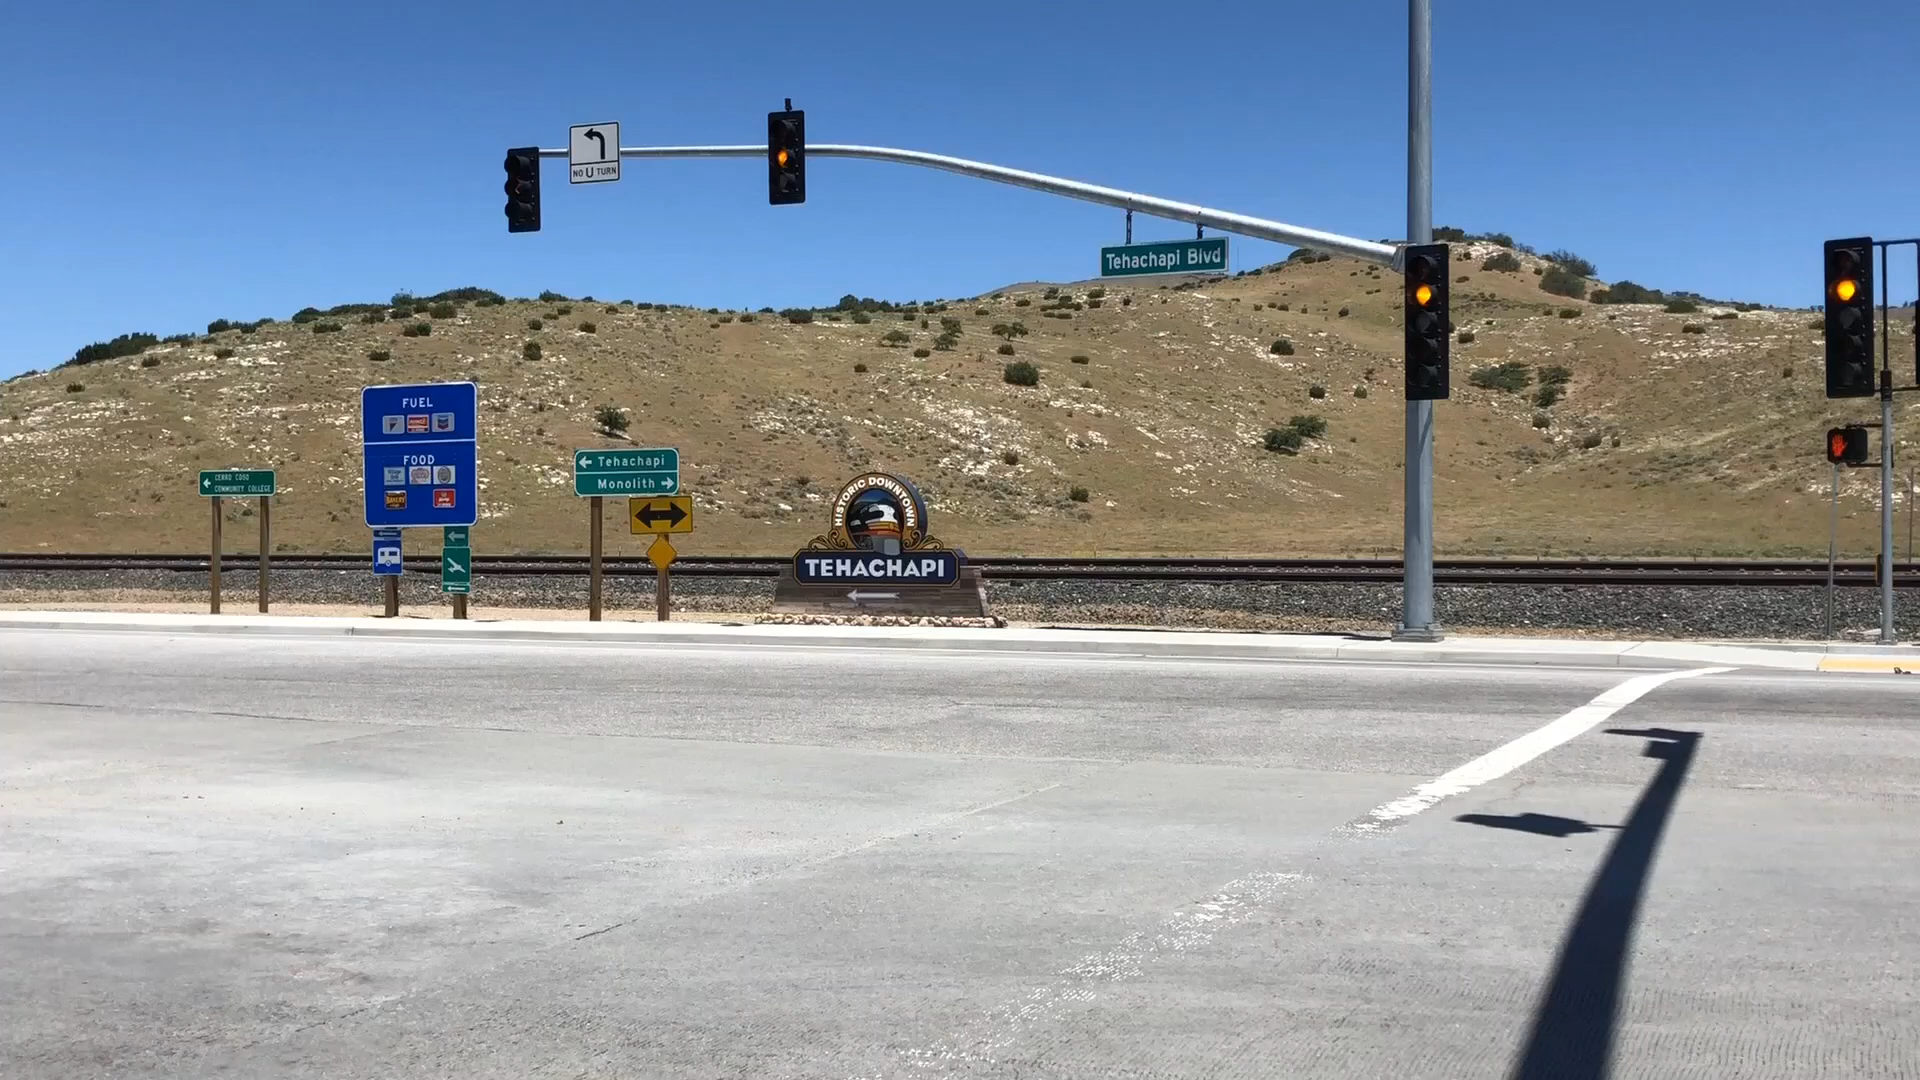 NO U TURN
Tehachapi Blvd
FUEL
FOOD
CERRO COSO
COMMUNITY COLLEGE
Tehachapi
Monolith
HISTORIC DOWNTOWN
TEHACHAPI